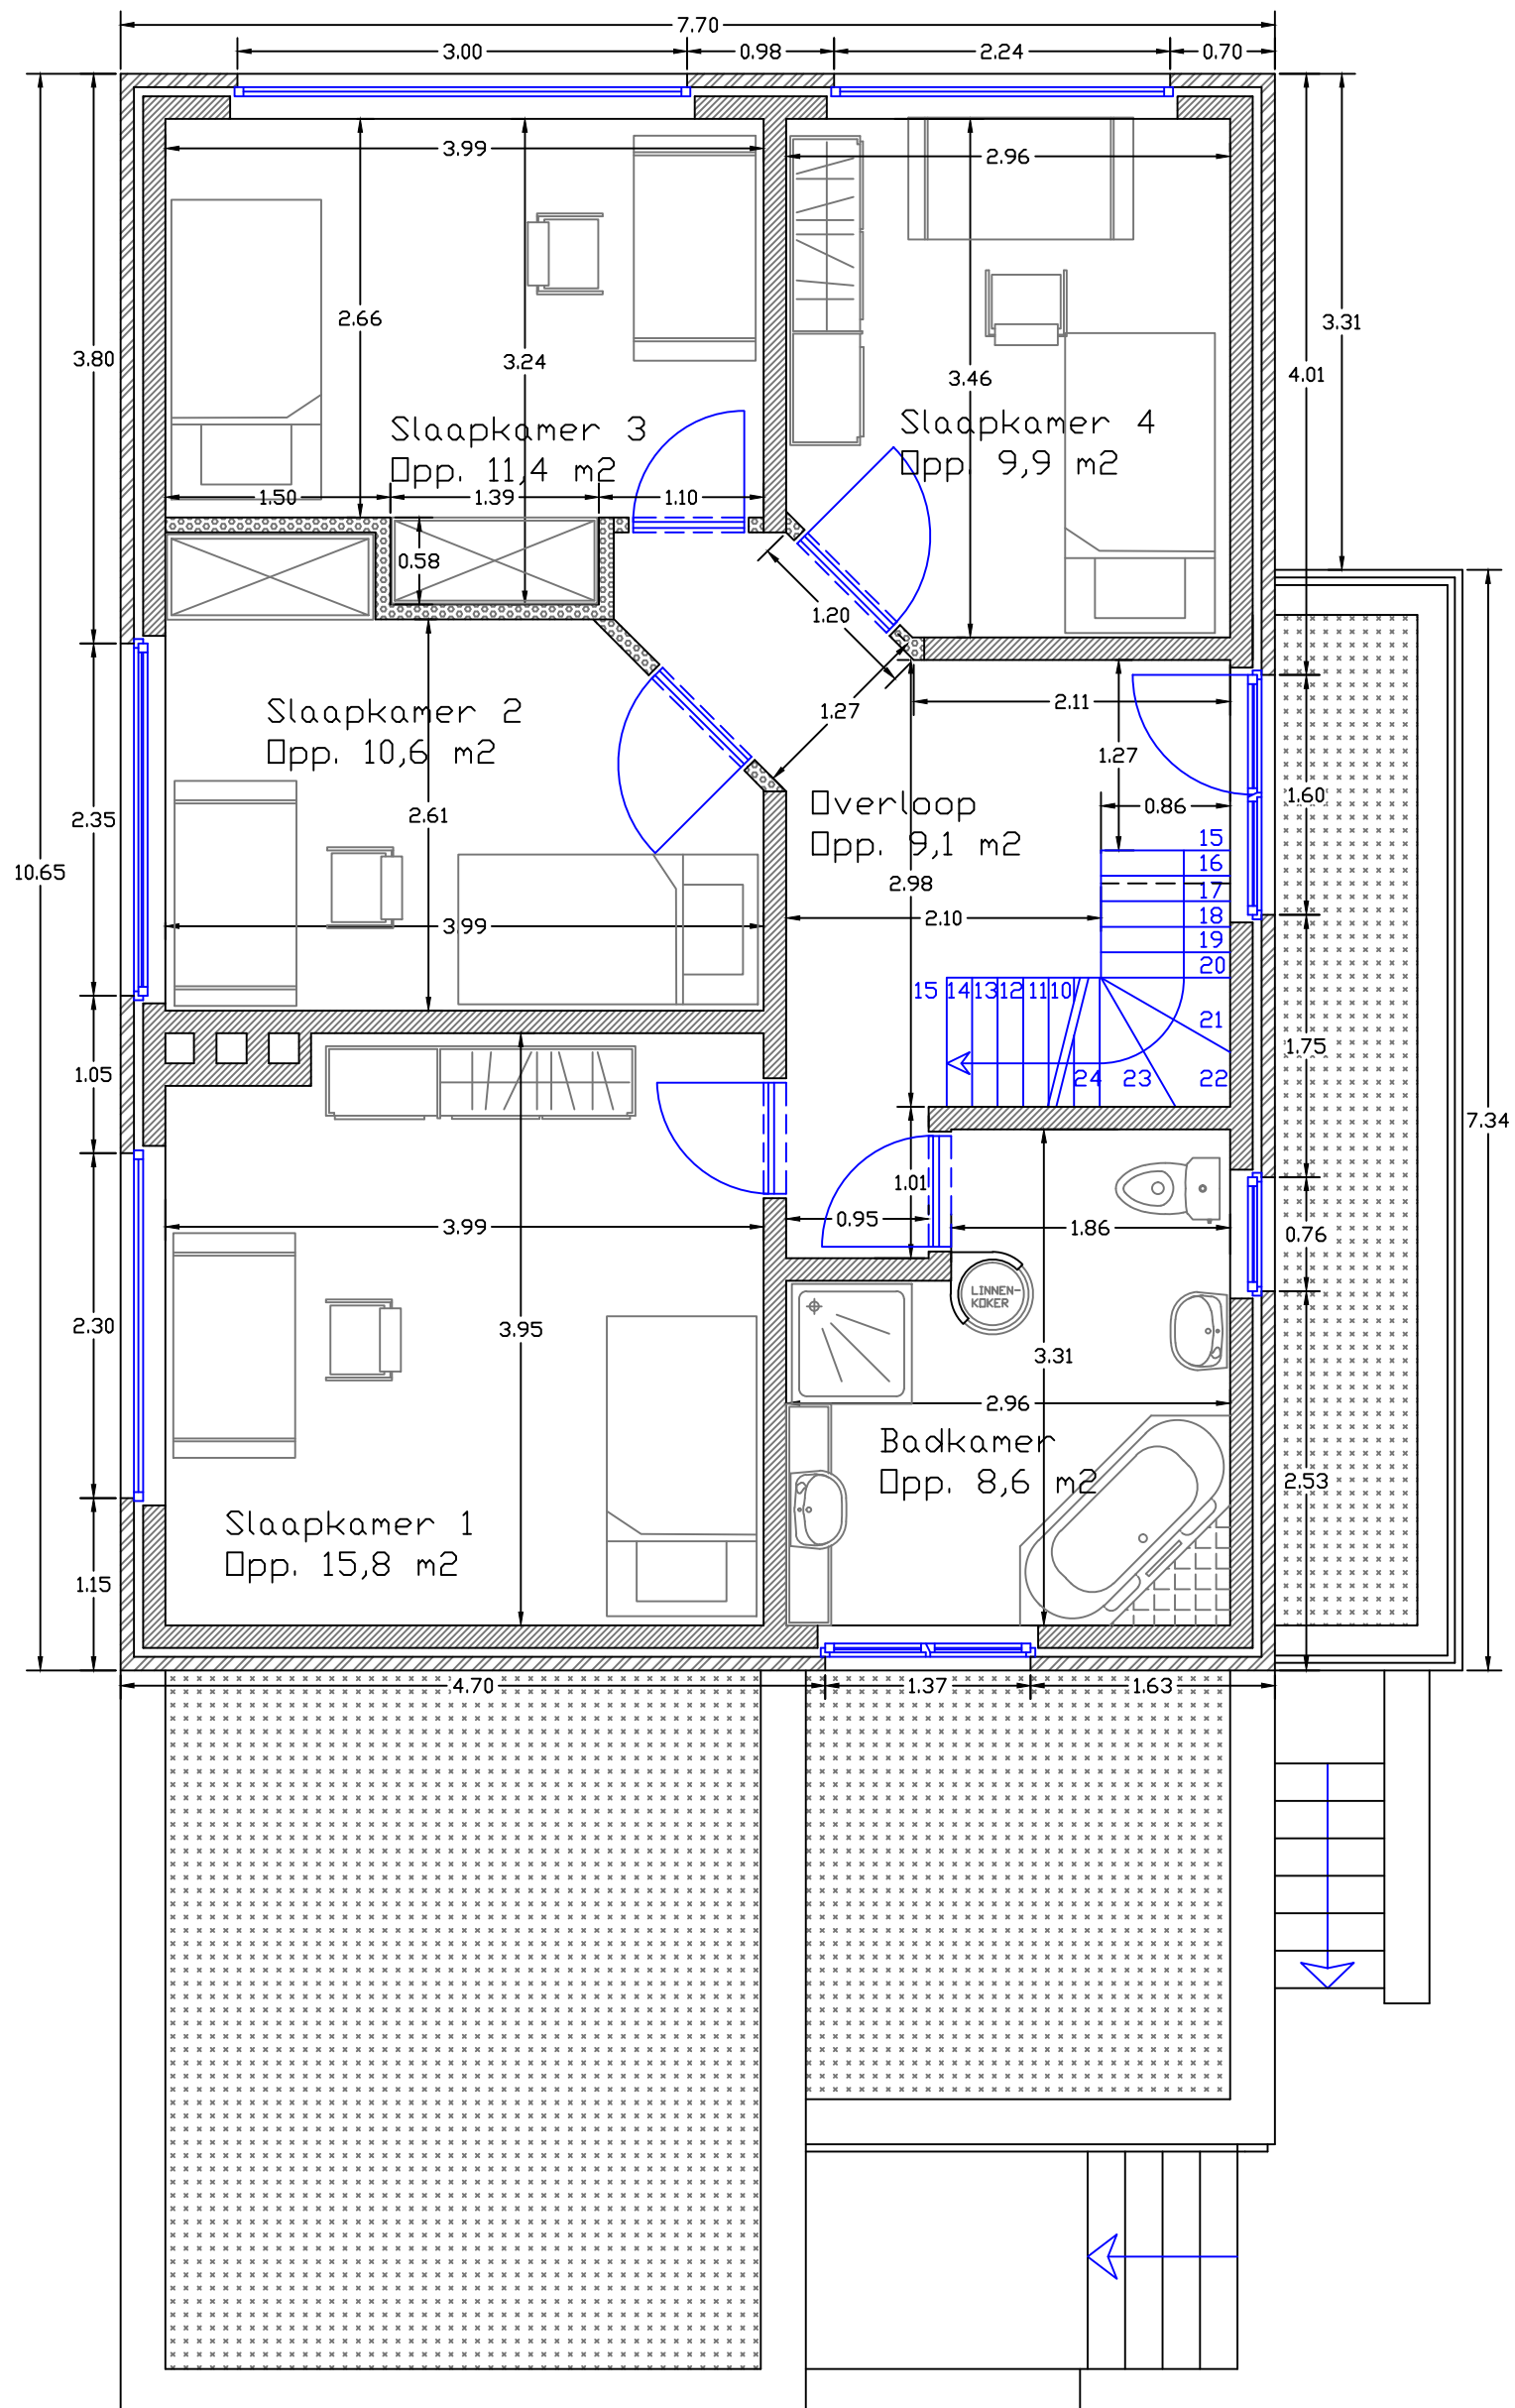 7.70
3.00 0.98 2.24 0.70
3.99 2.96
2.66 3.31
3.80 3.24 4.01
3.46
Slaapkamer 3 Slaapkamer 4
Opp. 11,4 m2 Opp. 9,9 m2
1.50 1.39 1.10
0.58
1.20
Slaapkamer 2 1.27 2.11
Opp. 10,6 m2 1.27
2.35 2.61 Overloop 0.86 1.60
Opp. 9,1 m2 15
10.65 2.98 16
17
3.99 2.10 18
19
20
15 14 13 12 11 10
21
1.05 1.75
24 23 22
7.34
1.01
3.99 0.95 1.86 0.76
LINNEN-
KOKER
2.30 3.95 3.31
2.96
Badkamer
Opp. 8,6 m2 2.53
Slaapkamer 1
Opp. 15,8 m2
1.15
4.70 1.37 1.63